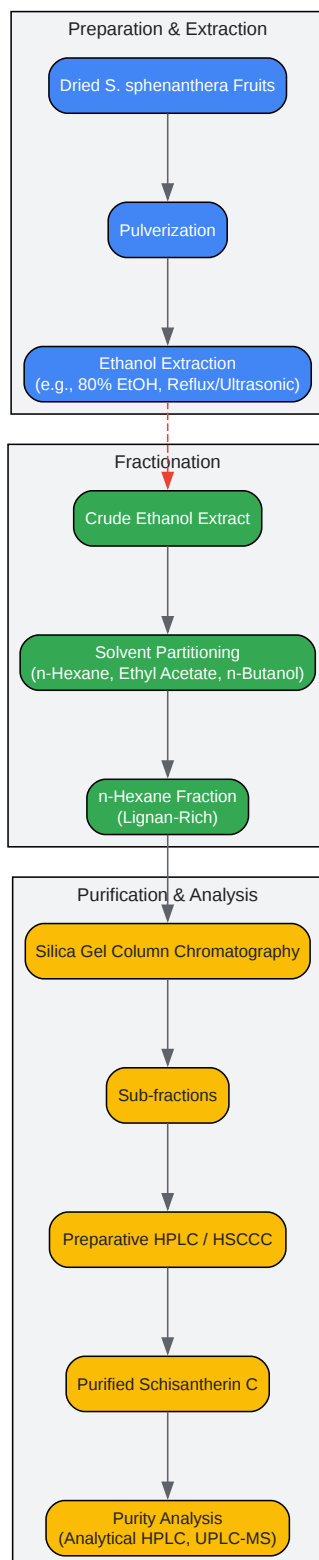 Preparation & Extraction
Dried S. sphenanthera Fruits
Pulverization
Ethanol Extraction
(e.g., 80% EtOH, Reflux/Ultrasonic)
Fractionation
Crude Ethanol Extract
Solvent Partitioning
(n-Hexane, Ethyl Acetate, n-Butanol)
n-Hexane Fraction
(Lignan-Rich)
Purification & Analysis
Silica Gel Column Chromatography
Sub-fractions
Preparative HPLC / HSCCC
Purified Schisantherin C
Purity Analysis
(Analytical HPLC, UPLC-MS)